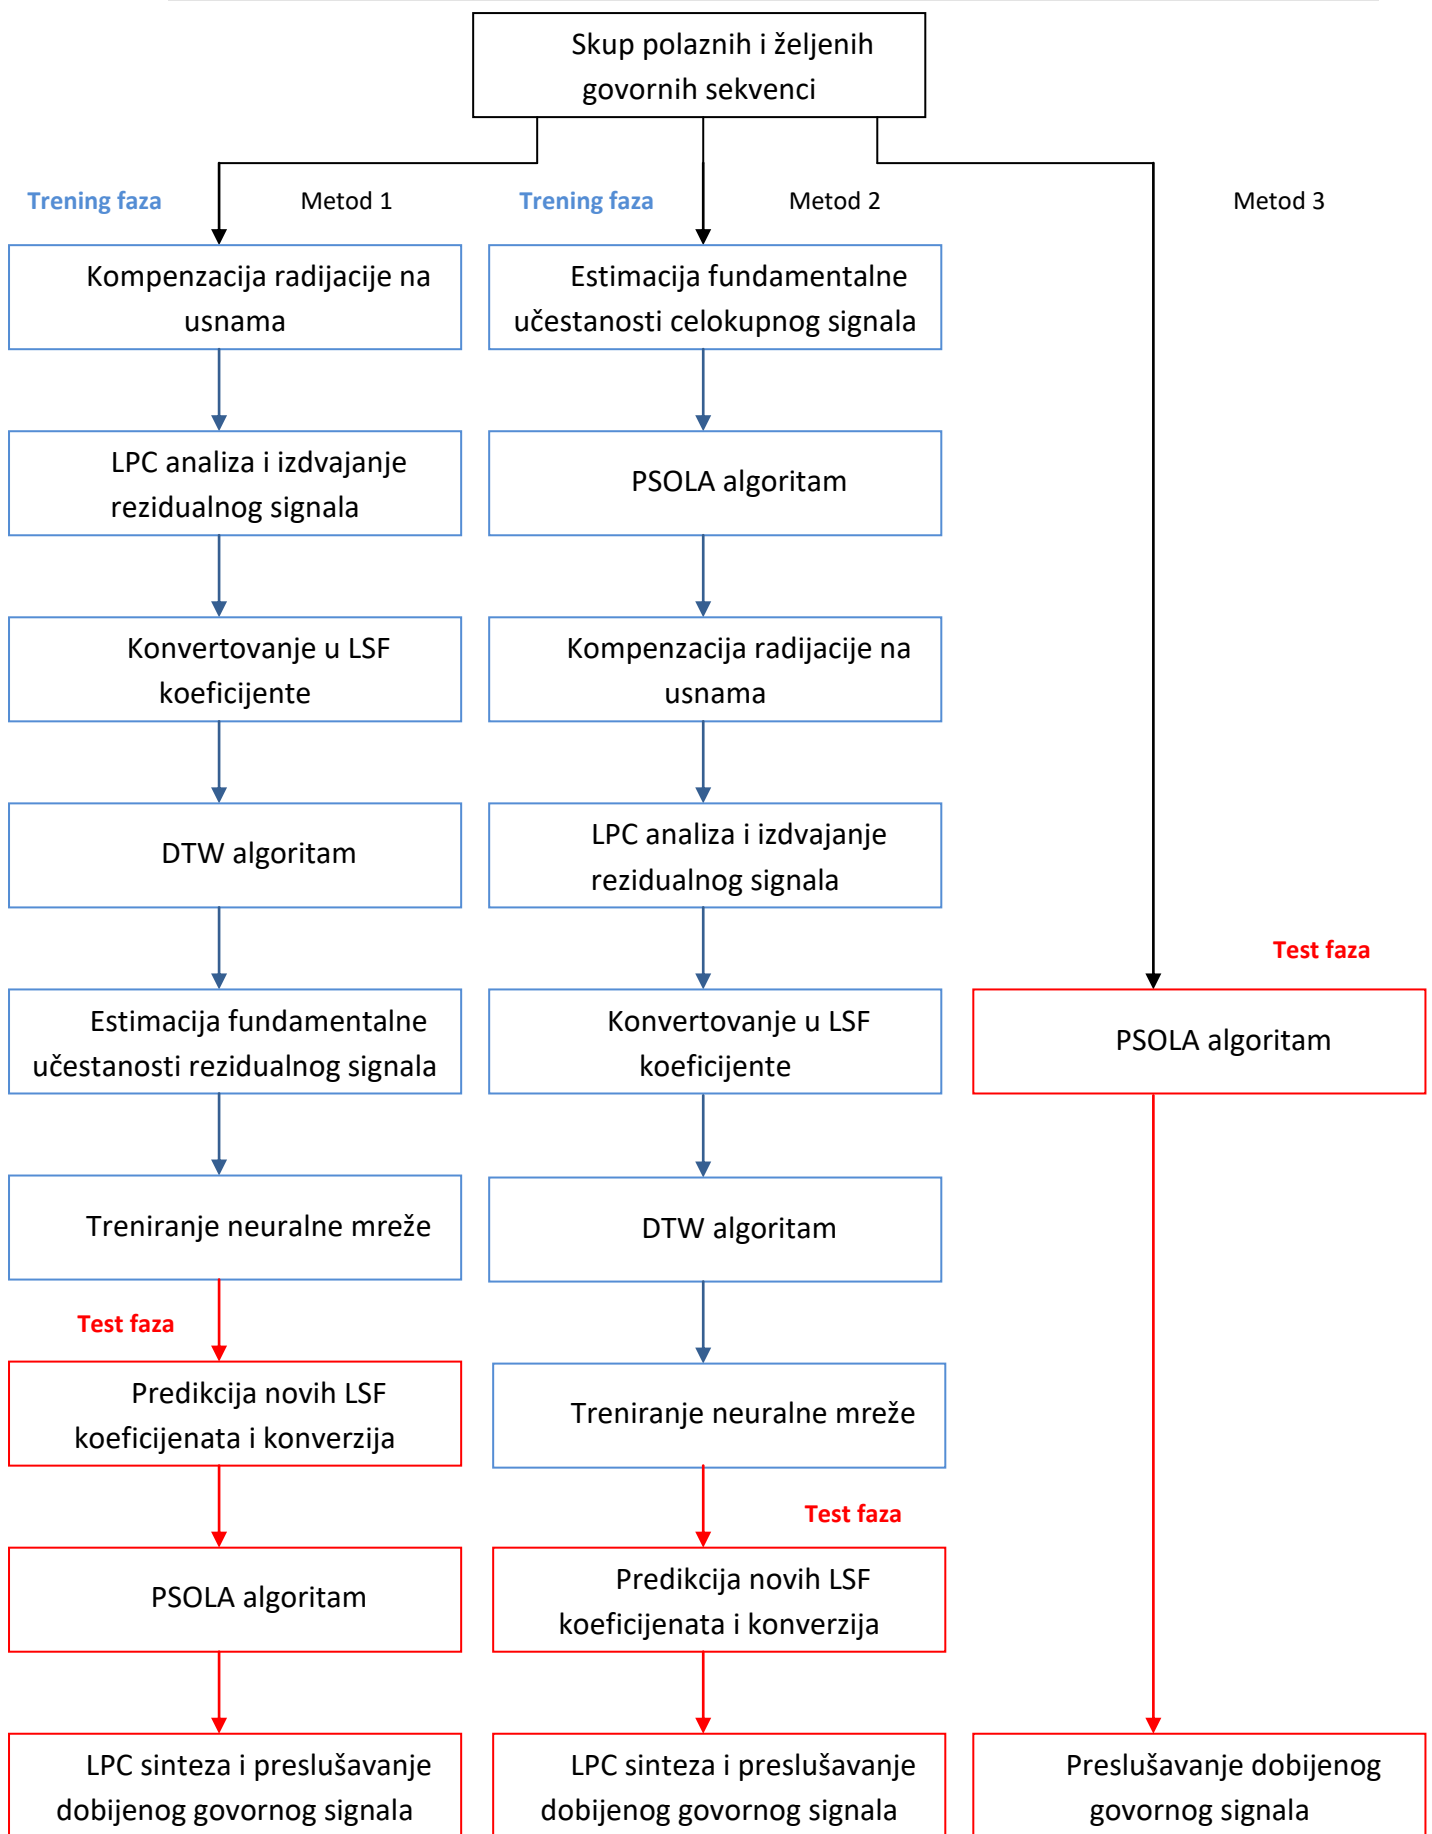 Skup polaznih i željenih
govornih sekvenci
Trening faza
Metod 1
Trening faza
Metod 2
Metod 3
Kompenzacija radijacije na
usnama
Estimacija fundamentalne
učestanosti celokupnog signala
LPC analiza i izdvajanje
rezidualnog signala
PSOLA algoritam
Konvertovanje u LSF
koeficijente
Kompenzacija radijacije na
usnama
DTW algoritam
LPC analiza i izdvajanje
rezidualnog signala
Test faza
Estimacija fundamentalne
učestanosti rezidualnog signala
Konvertovanje u LSF
koeficijente
PSOLA algoritam
Treniranje neuralne mreže
DTW algoritam
Test faza
Predikcija novih LSF
koeficijenata i konverzija
Treniranje neuralne mreže
Test faza
PSOLA algoritam
Predikcija novih LSF
koeficijenata i konverzija
LPC sinteza i preslušavanje
dobijenog govornog signala
LPC sinteza i preslušavanje
dobijenog govornog signala
Preslušavanje dobijenog
govornog signala